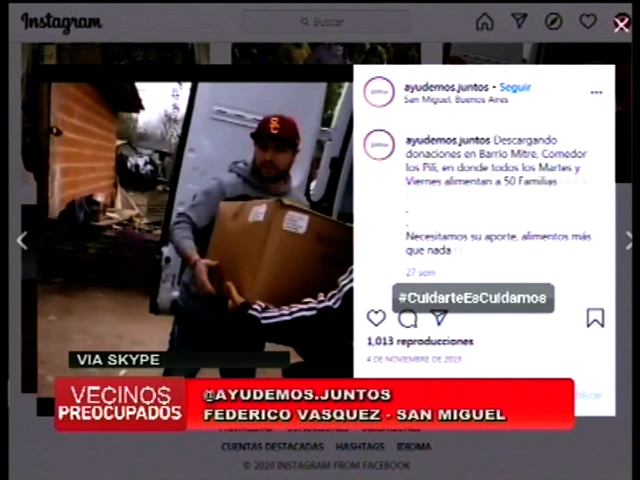 Instagram
Buscar
ayudemos.juntos • Seguir
San Miguel, Buenos Aires
ayudemos.juntos Descargando
donaciones en Barrio Mitre, Comedor
los Pili, en donde todos los Martes y
Viernes alimentan a 50 Familias
.
.
Necesitamos su aporte, alimentos más
que nada
27 sem
#CuidarteEsCuidarnos
1,013 reproducciones
4 DE NOVIEMBRE DE 2019
VIA SKYPE
VECINOS
PREOCUPADOS
@AYUDEMOS.JUNTOS
FEDERICO VASQUEZ - SAN MIGUEL
CUENTAS DESTACADAS HASHTAGS IDIOMA
© 2020 INSTAGRAM FROM FACEBOOK